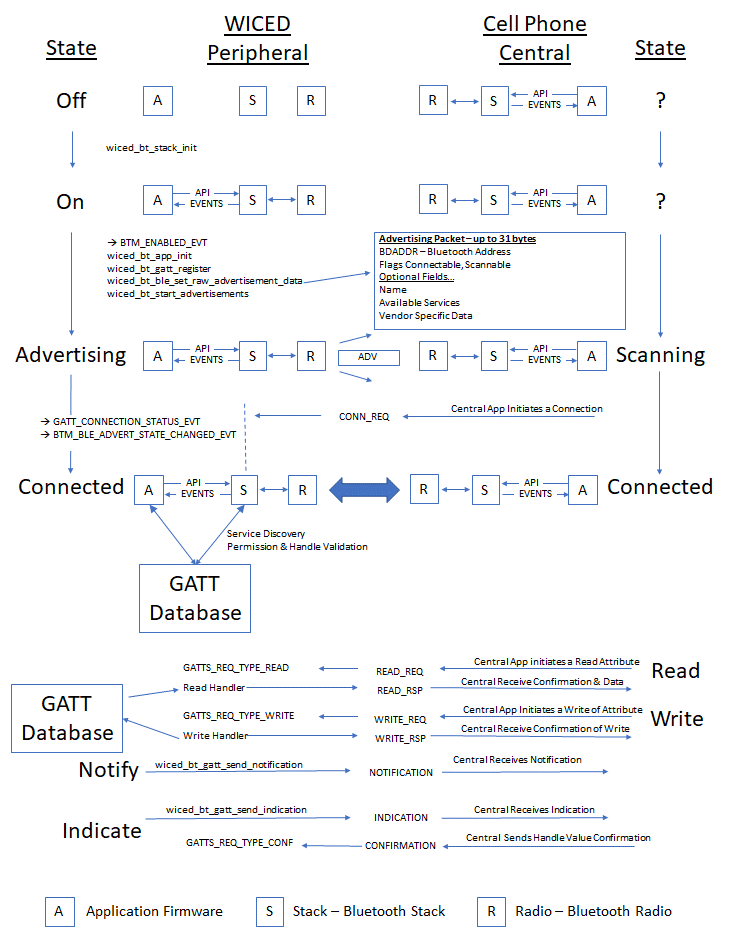 State
WICED
Peripheral
Cell Phone
Central
State
Off
A
S
R
R
S
API
EVENTS
A
?
wiced_bt_stack_init
On
A
API
EVENTS
S
R
R
S
API
EVENTS
A
?
→ BTM_ENABLED_EVT
wiced_bt_app_init
wiced_bt_gatt_register
wiced_bt_ble_set_raw_advertisement_data
wiced_bt_start_advertisements
Advertising Packet – up to 31 bytes
BDADDR – Bluetooth Address
Flags Connectable, Scannable
Optional Fields...
Name
Available Services
Vendor Specific Data
Advertising
A
API
EVENTS
S
R
ADV
R
S
API
EVENTS
A
Scanning
→ GATT_CONNECTION_STATUS_EVT
→ BTM_BLE_ADVERT_STATE_CHANGED_EVT
CONN_REQ
Central App Initiates a Connection
Connected
A
API
EVENTS
S
R
R
S
API
EVENTS
A
Connected
Service Discovery
Permission & Handle Validation
GATT
Database
GATTS_REQ_TYPE_READ
READ_REQ
Central App initiates a Read Attribute
Read
Read Handler
READ_RSP
Central Receive Confirmation & Data
GATT
Database
GATTS_REQ_TYPE_WRITE
WRITE_REQ
Central App Initiates a Write of Attribute
Write
Write Handler
WRITE_RSP
Central Receive Confirmation of Write
Notify
wiced_bt_gatt_send_notification
NOTIFICATION
Central Receives Notification
Indicate
wiced_bt_gatt_send_indication
INDICATION
Central Receives Indication
GATTS_REQ_TYPE_CONF
CONFIRMATION
Central Sends Handle Value Confirmation
A
Application Firmware
S
Stack – Bluetooth Stack
R
Radio – Bluetooth Radio